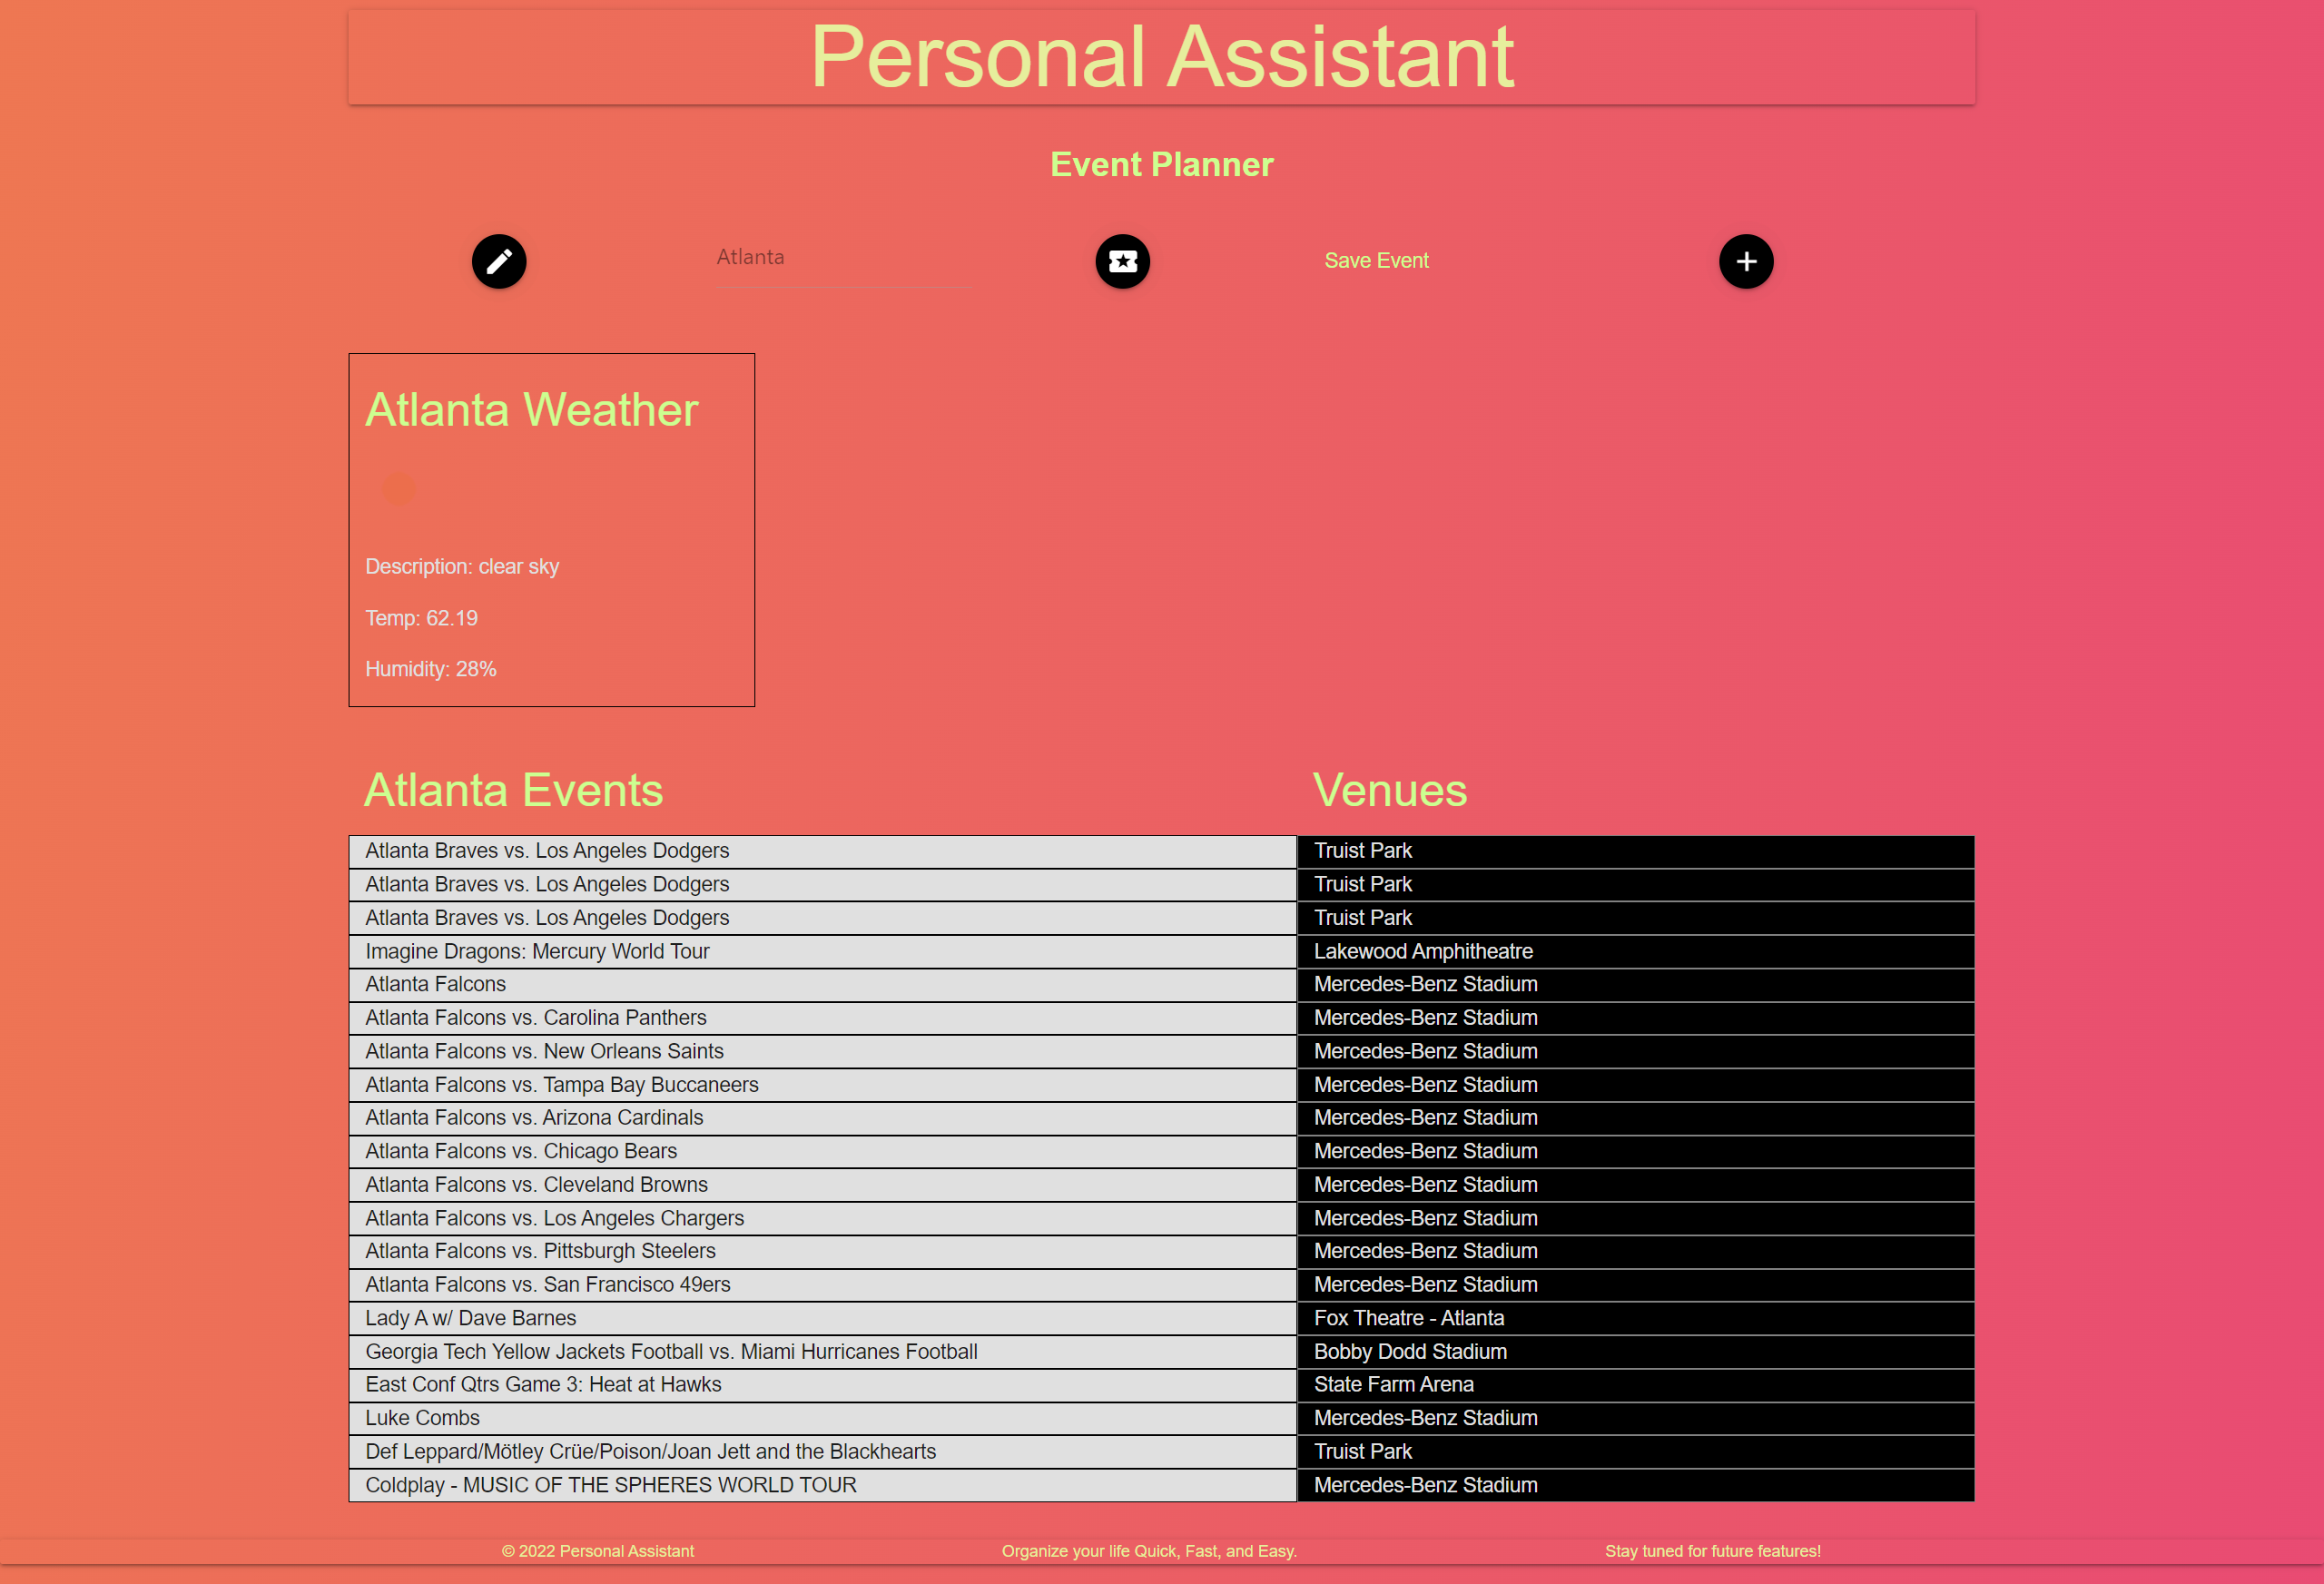 Personal Assistant
Event Planner
Atlanta
Save Event
Atlanta Weather
Description: clear sky
Temp: 62.19
Humidity: 28%
Atlanta Events Venues
Atlanta Braves vs. Los Angeles Dodgers Truist Park
Atlanta Braves vs. Los Angeles Dodgers Truist Park
Atlanta Braves vs. Los Angeles Dodgers Truist Park
Imagine Dragons: Mercury World Tour Lakewood Amphitheatre
Atlanta Falcons Mercedes-Benz Stadium
Atlanta Falcons vs. Carolina Panthers Mercedes-Benz Stadium
Atlanta Falcons vs. New Orleans Saints Mercedes-Benz Stadium
Atlanta Falcons vs. Tampa Bay Buccaneers Mercedes-Benz Stadium
Atlanta Falcons vs. Arizona Cardinals Mercedes-Benz Stadium
Atlanta Falcons vs. Chicago Bears Mercedes-Benz Stadium
Atlanta Falcons vs. Cleveland Browns Mercedes-Benz Stadium
Atlanta Falcons vs. Los Angeles Chargers Mercedes-Benz Stadium
Atlanta Falcons vs. Pittsburgh Steelers Mercedes-Benz Stadium
Atlanta Falcons vs. San Francisco 49ers Mercedes-Benz Stadium
Lady A w/ Dave Barnes Fox Theatre - Atlanta
Georgia Tech Yellow Jackets Football vs. Miami Hurricanes Football Bobby Dodd Stadium
East Conf Qtrs Game 3: Heat at Hawks State Farm Arena
Luke Combs Mercedes-Benz Stadium
Def Leppard/Mötley Crüe/Poison/Joan Jett and the Blackhearts Truist Park
Coldplay - MUSIC OF THE SPHERES WORLD TOUR Mercedes-Benz Stadium
© 2022 Personal Assistant Organize your life Quick, Fast, and Easy. Stay tuned for future features!